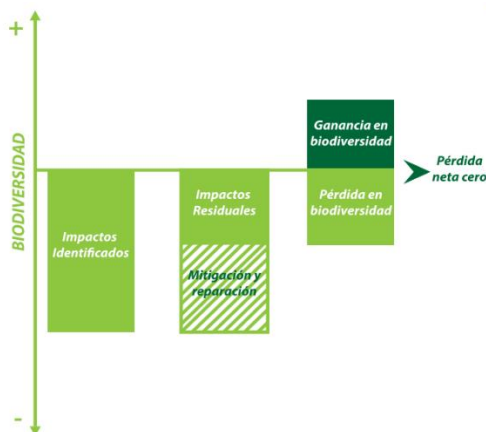 +
BIODIVERSIDAD
-
Impactos
Identificados
Impactos
Residuales
Mitigación y
reparación
Ganancia en
biodiversidad
Pérdida en
biodiversidad
Pérdida
neta cero